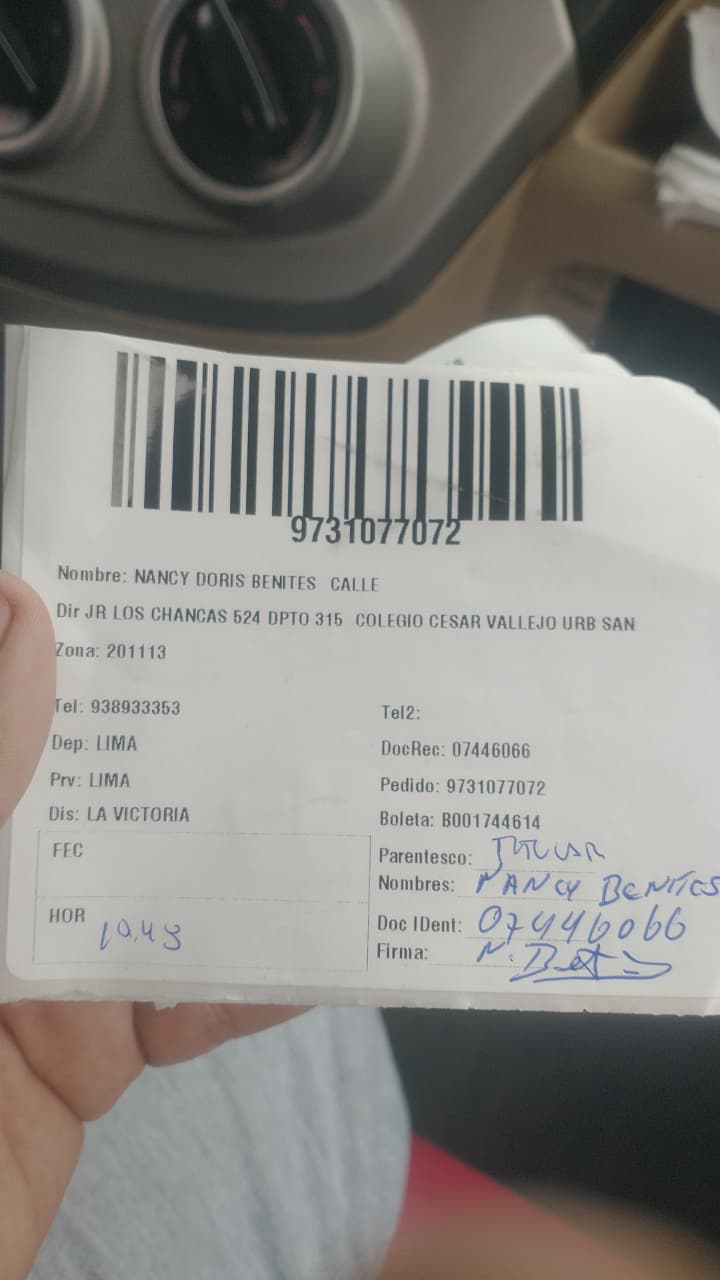 9731077072
Nombre: NANCY DORIS BENITES CALLE
Dir JR LOS CHANCAS 524 DPTO 315 COLEGIO CESAR VALLEJO URB SAN
Zona: 201113
Tel: 938933353 Tel2:
Dep: LIMA DocRec: 07446066
Prv: LIMA Pedido: 9731077072
Dis: LA VICTORIA Boleta: B001744614
FEC Parentesco: TITULAR
Nombres: NANCY BENITES
HOR 10.43 Doc IDent: 07446066
Firma: N. Benites